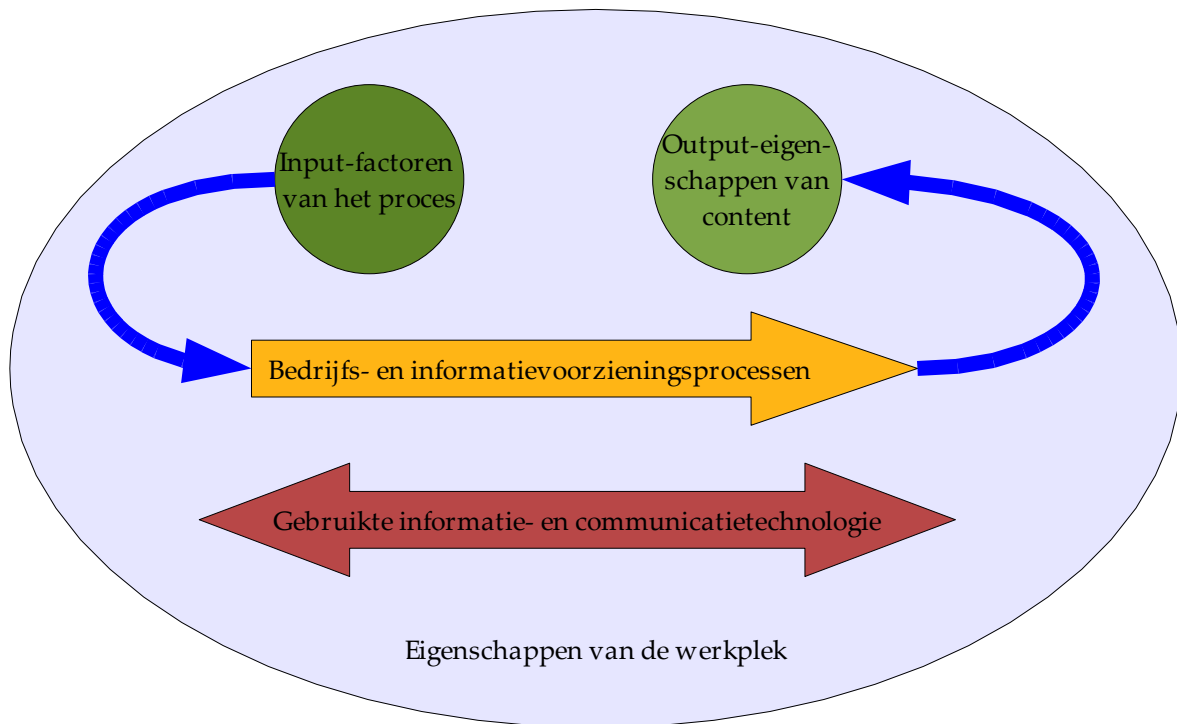 Input-factoren
van het proces
Output-eigen-
schappen van
content
Bedrijfs- en informatievoorzieningsprocessen
Gebruikte informatie- en communicatietechnologie
Eigenschappen van de werkplek